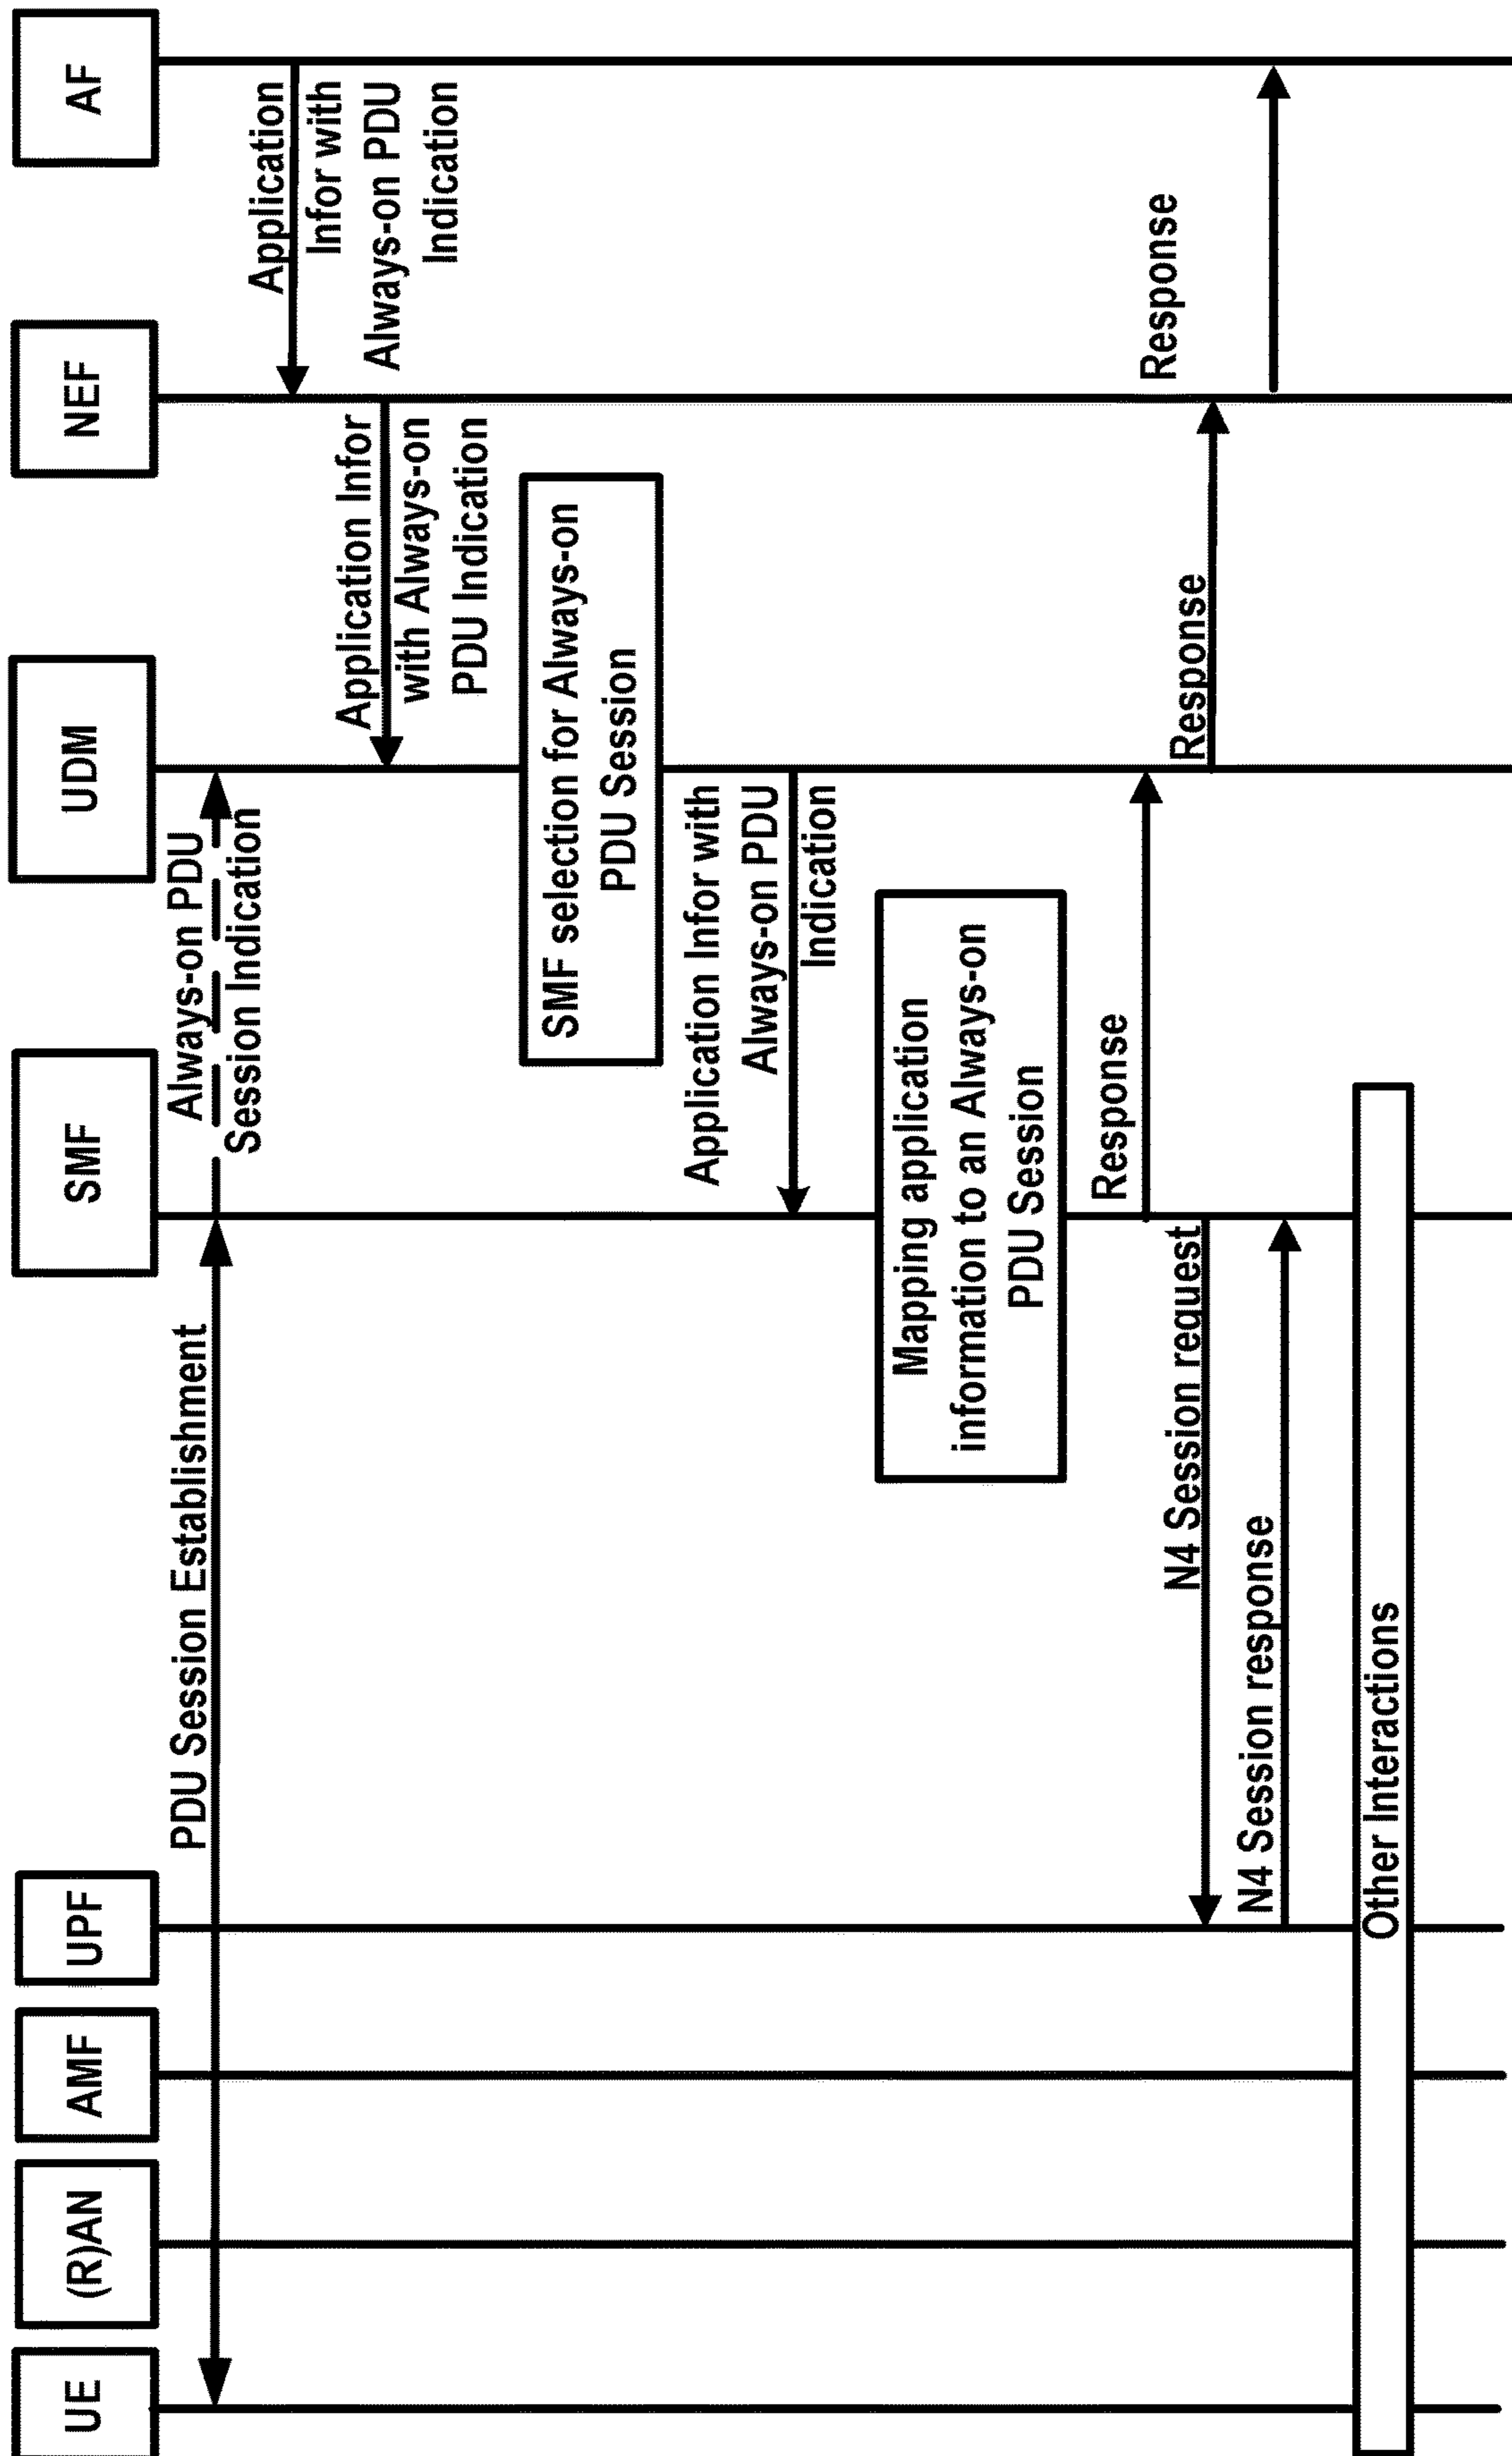 UE
(R)AN
AMF
UPF
SMF
UDM
NEF
AF
PDU Session Establishment
Always-on PDU
Session Indication
Application
Infor with
Always-on PDU
Indication
Application Infor
with Always-on
PDU Indication
SMF selection for Always-on
PDU Session
Application Infor with
Always-on PDU
Indication
Mapping application
information to an Always-on
PDU Session
Response
N4 Session request
Response
N4 Session response
Response
Other Interactions